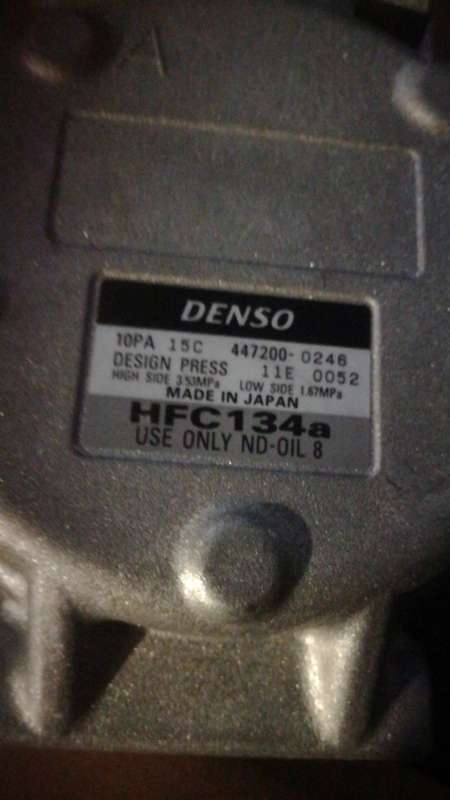 A
DENSO
10PA 15C 447200-0246
DESIGN PRESS 11E 0052
HIGH SIDE 3.53MPa LOW SIDE 1.67MPa
MADE IN JAPAN
HFC134a
USE ONLY ND-OIL 8